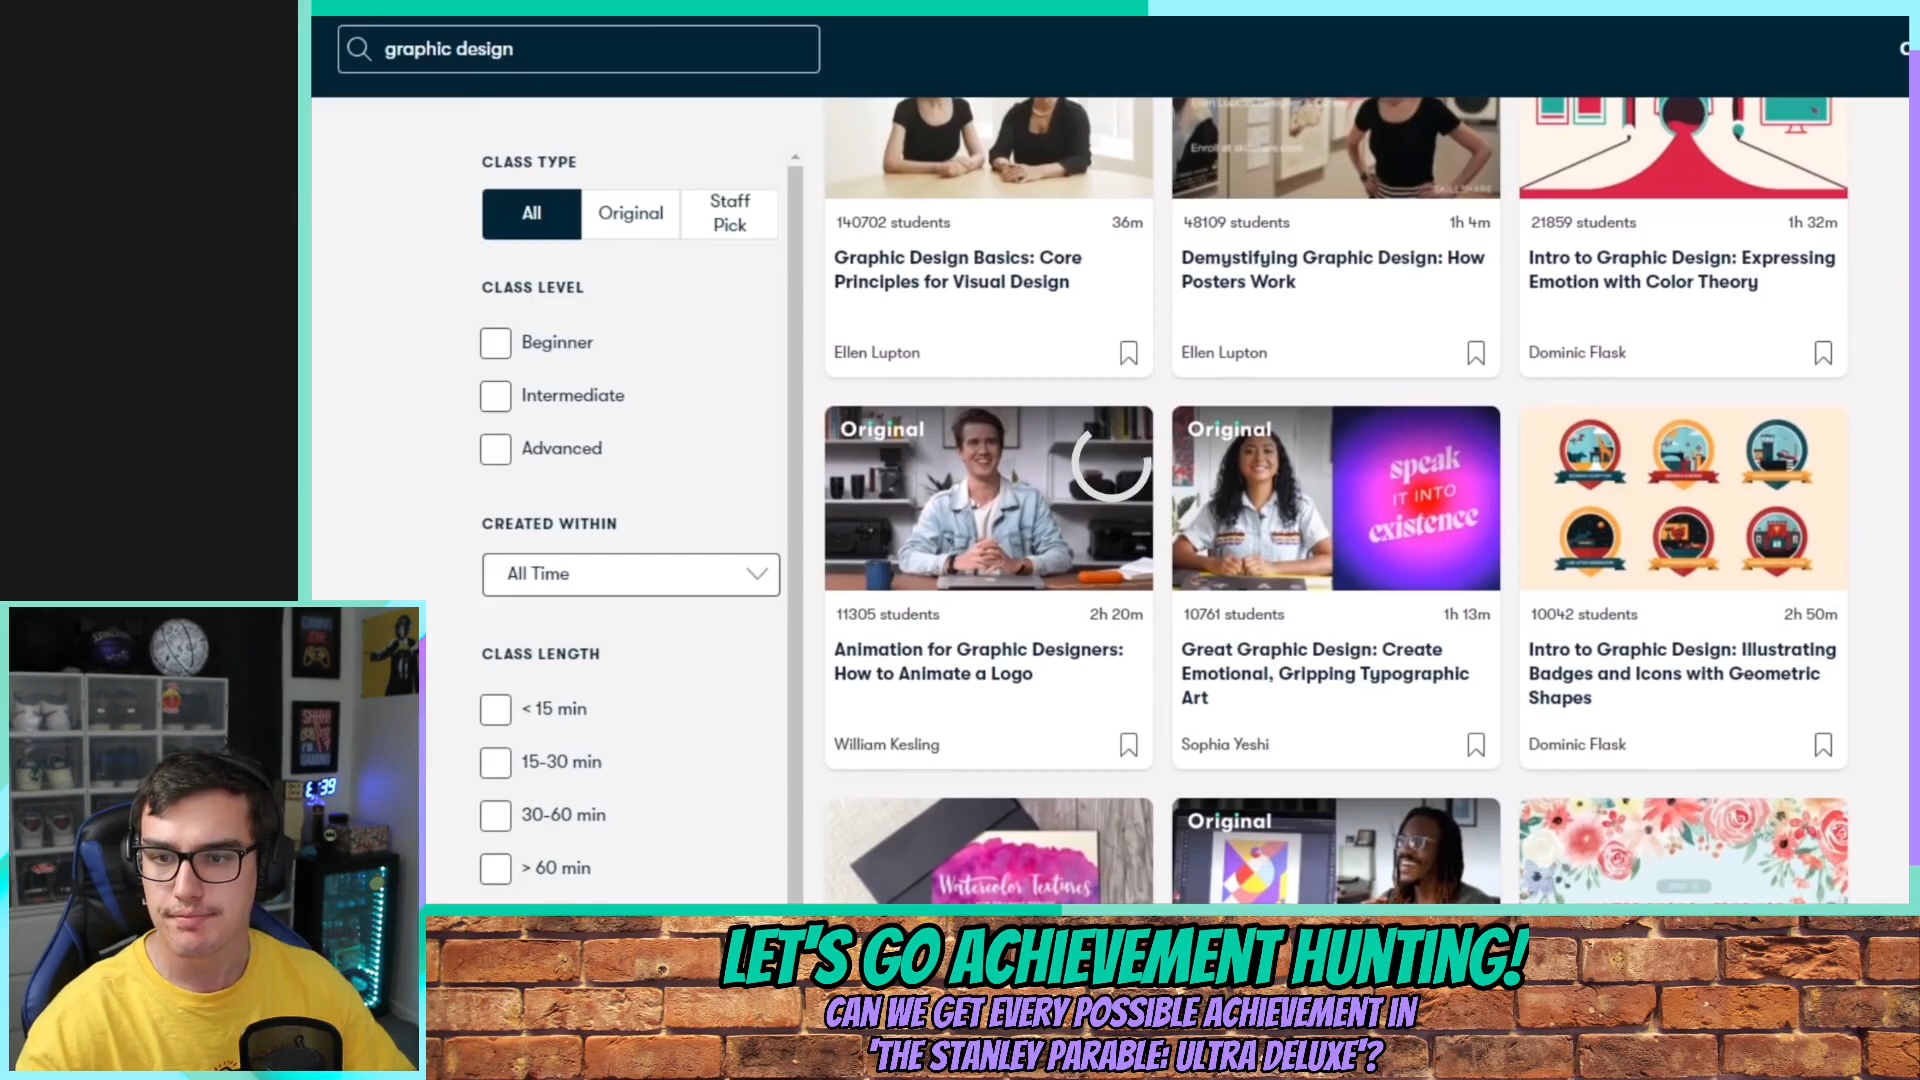 graphic design
CLASS TYPE
All
Original
Staff
Pick
CLASS LEVEL
Beginner
Intermediate
Advanced
CREATED WITHIN
All Time
CLASS LENGTH
< 15 min
15-30 min
30-60 min
> 60 min
Enroll at skillshare.com
SKILLSHARE
140702 students
36m
Graphic Design Basics: Core
Principles for Visual Design
Ellen Lupton
48109 students
1h 4m
Demystifying Graphic Design: How
Posters Work
Ellen Lupton
21859 students
1h 32m
Intro to Graphic Design: Expressing
Emotion with Color Theory
Dominic Flask
Original
11305 students
2h 20m
Animation for Graphic Designers:
How to Animate a Logo
William Kesling
Original
speak
IT INTO
existence
10761 students
1h 13m
Great Graphic Design: Create
Emotional, Gripping Typographic
Art
Sophia Yeshi
10042 students
2h 50m
Intro to Graphic Design: Illustrating
Badges and Icons with Geometric
Shapes
Dominic Flask
Watercolor Textures
Original
LET'S GO ACHIEVEMENT HUNTING!
CAN WE GET EVERY POSSIBLE ACHIEVEMENT IN
'THE STANLEY PARABLE: ULTRA DELUXE'?